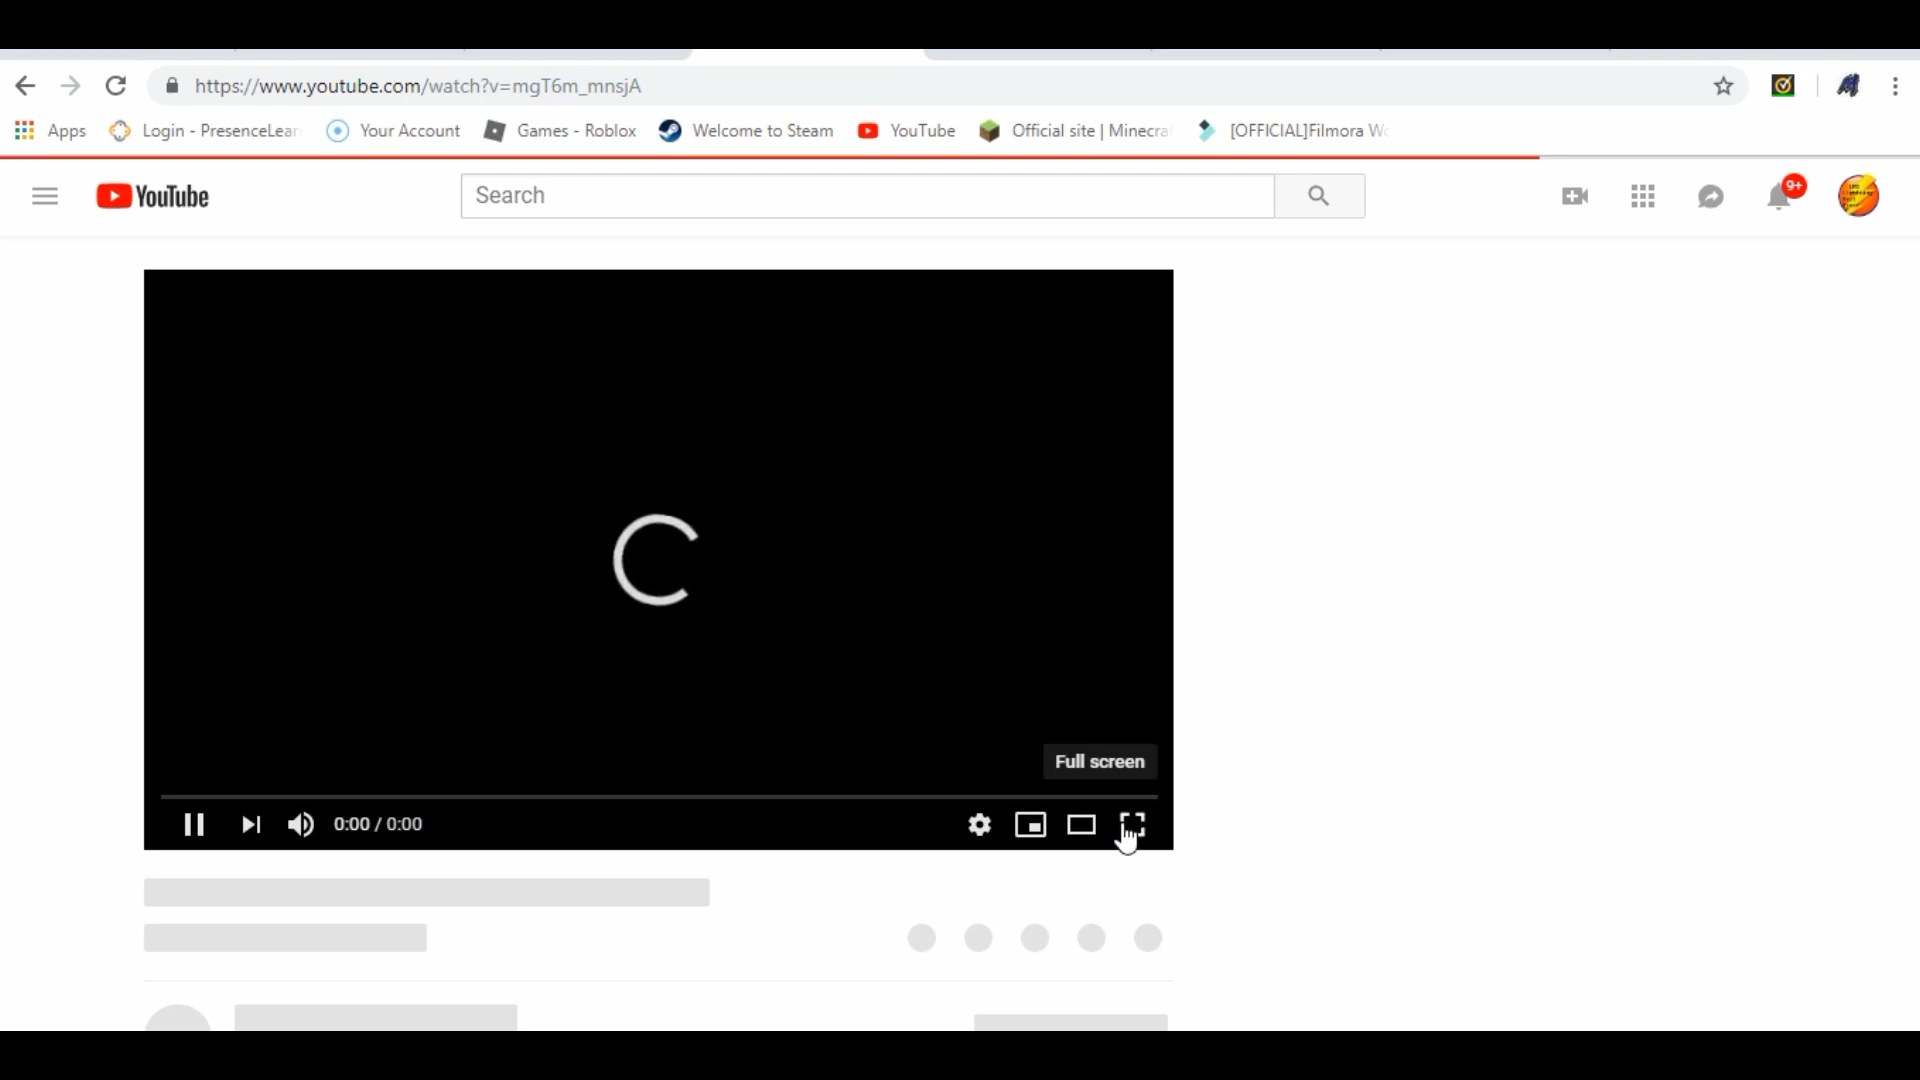 https://www.youtube.com/watch?v=mgT6m_mnsjA
Apps Login - PresenceLear Your Account Games - Roblox Welcome to Steam YouTube Official site | Minecra [OFFICIAL]Filmora Wo
YouTube Search 9+
Full screen
0:00 / 0:00